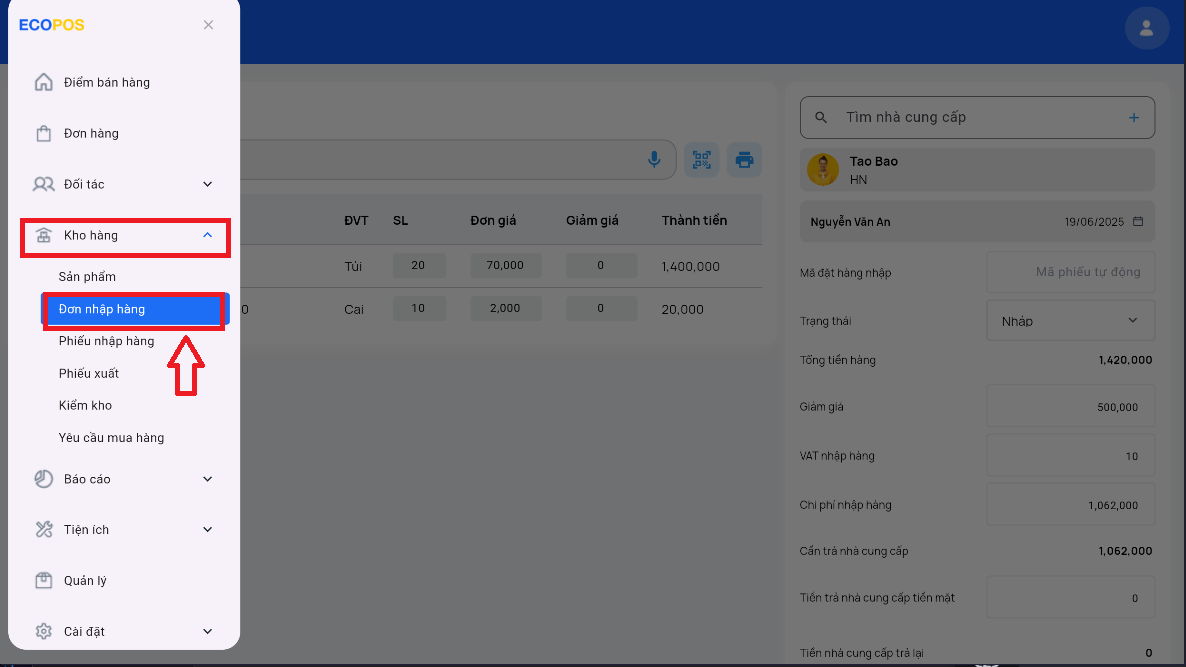 ECOPOS
Điểm bán hàng
Đơn hàng
Đối tác
Kho hàng
Sản phẩm
Đơn nhập hàng
Phiếu nhập hàng
Phiếu xuất
Kiểm kho
Yêu cầu mua hàng
Báo cáo
Tiện ích
Quản lý
Cài đặt
ĐVT SL Đơn giá Giảm giá Thành tiền
Túi 20 70,000 0 1,400,000
0 Cai 10 2,000 0 20,000
Tìm nhà cung cấp
Tao Bao
HN
Nguyễn Văn An 19/06/2025
Mã đặt hàng nhập Mã phiếu tự động
Trạng thái Nháp
Tổng tiền hàng 1,420,000
Giảm giá 500,000
VAT nhập hàng 10
Chi phí nhập hàng 1,062,000
Cần trả nhà cung cấp 1,062,000
Tiền trả nhà cung cấp tiền mặt 0
Tiền nhà cung cấp trả lại 0